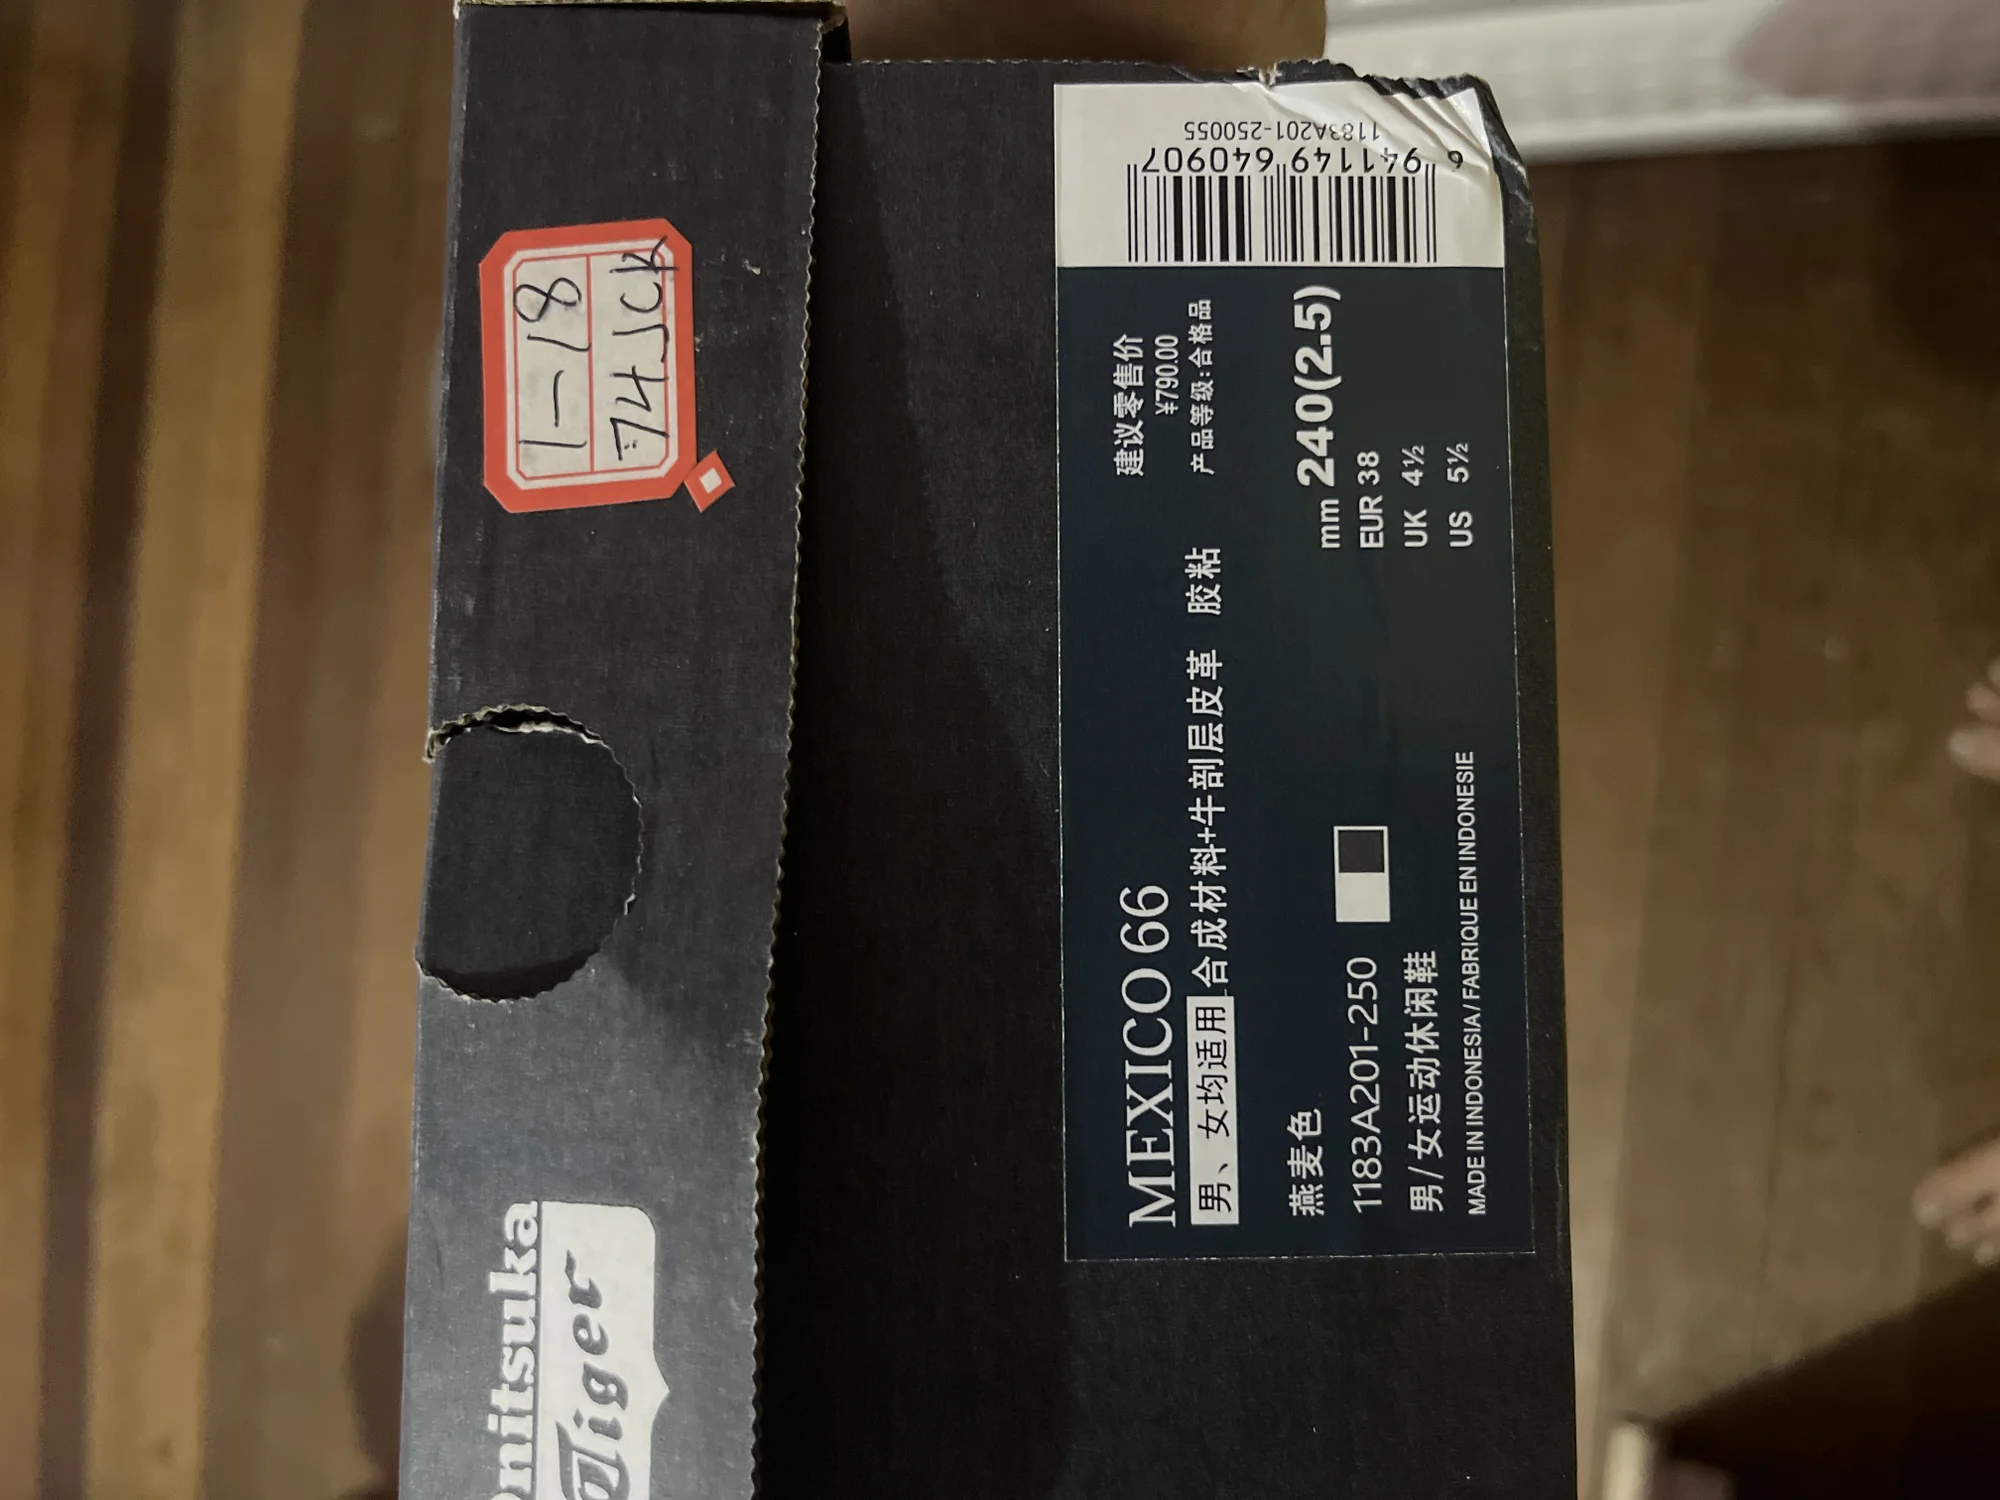 1-18
74JCK
Onitsuka
Tiger
MEXICO 66
男、女均适用 合成材料+牛剖层皮革 胶粘
燕麦色
1183A201-250
男/女运动休闲鞋
MADE IN INDONESIA / FABRIQUE EN INDONESIE
建议零售价
¥790.00
产品等级:合格品
mm 240(2.5)
EUR 38
UK 4½
US 5½
6 941149 640907
1183A201-250055